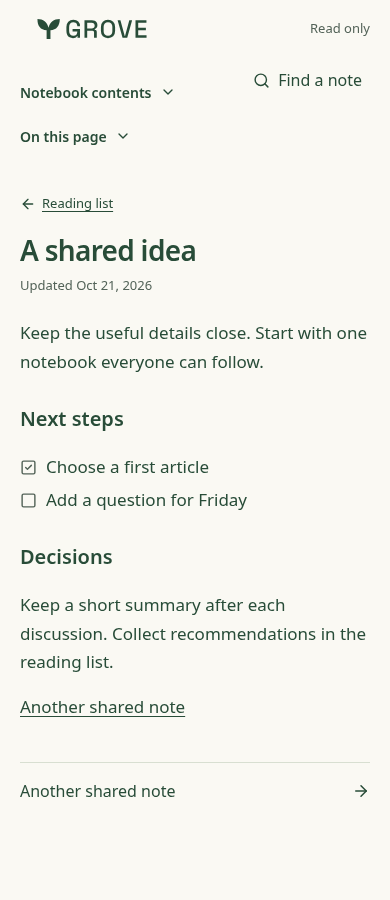 GROVE
Read only
Find a note
Notebook contents
On this page
Reading list
A shared idea
Updated Oct 21, 2026
Keep the useful details close. Start with one
notebook everyone can follow.
Next steps
Choose a first article
Add a question for Friday
Decisions
Keep a short summary after each
discussion. Collect recommendations in the
reading list.
Another shared note
Another shared note